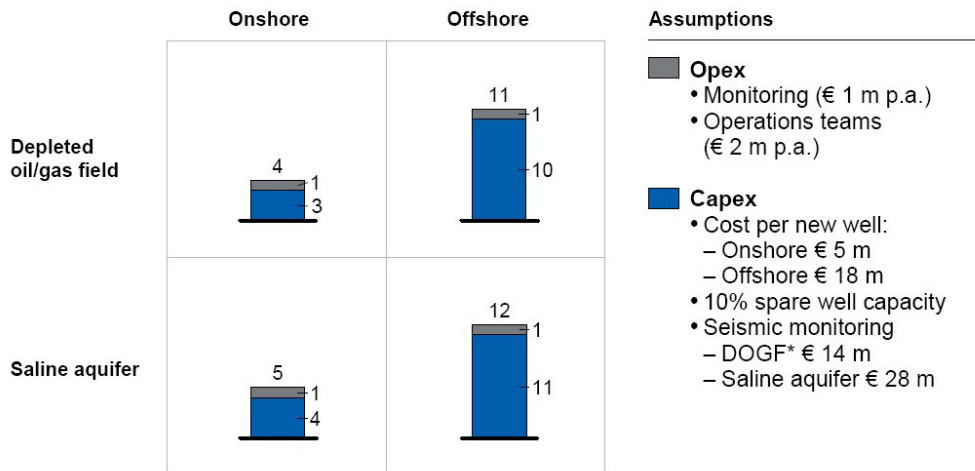 Onshore
Offshore
Assumptions
Depleted
oil/gas field
4
1
3
11
1
10
Saline aquifer
5
1
4
12
1
11
Opex
• Monitoring (€ 1 m p.a.)
• Operations teams
(€ 2 m p.a.)
Capex
• Cost per new well:
– Onshore € 5 m
– Offshore € 18 m
• 10% spare well capacity
• Seismic monitoring
– DOGF* € 14 m
– Saline aquifer € 28 m